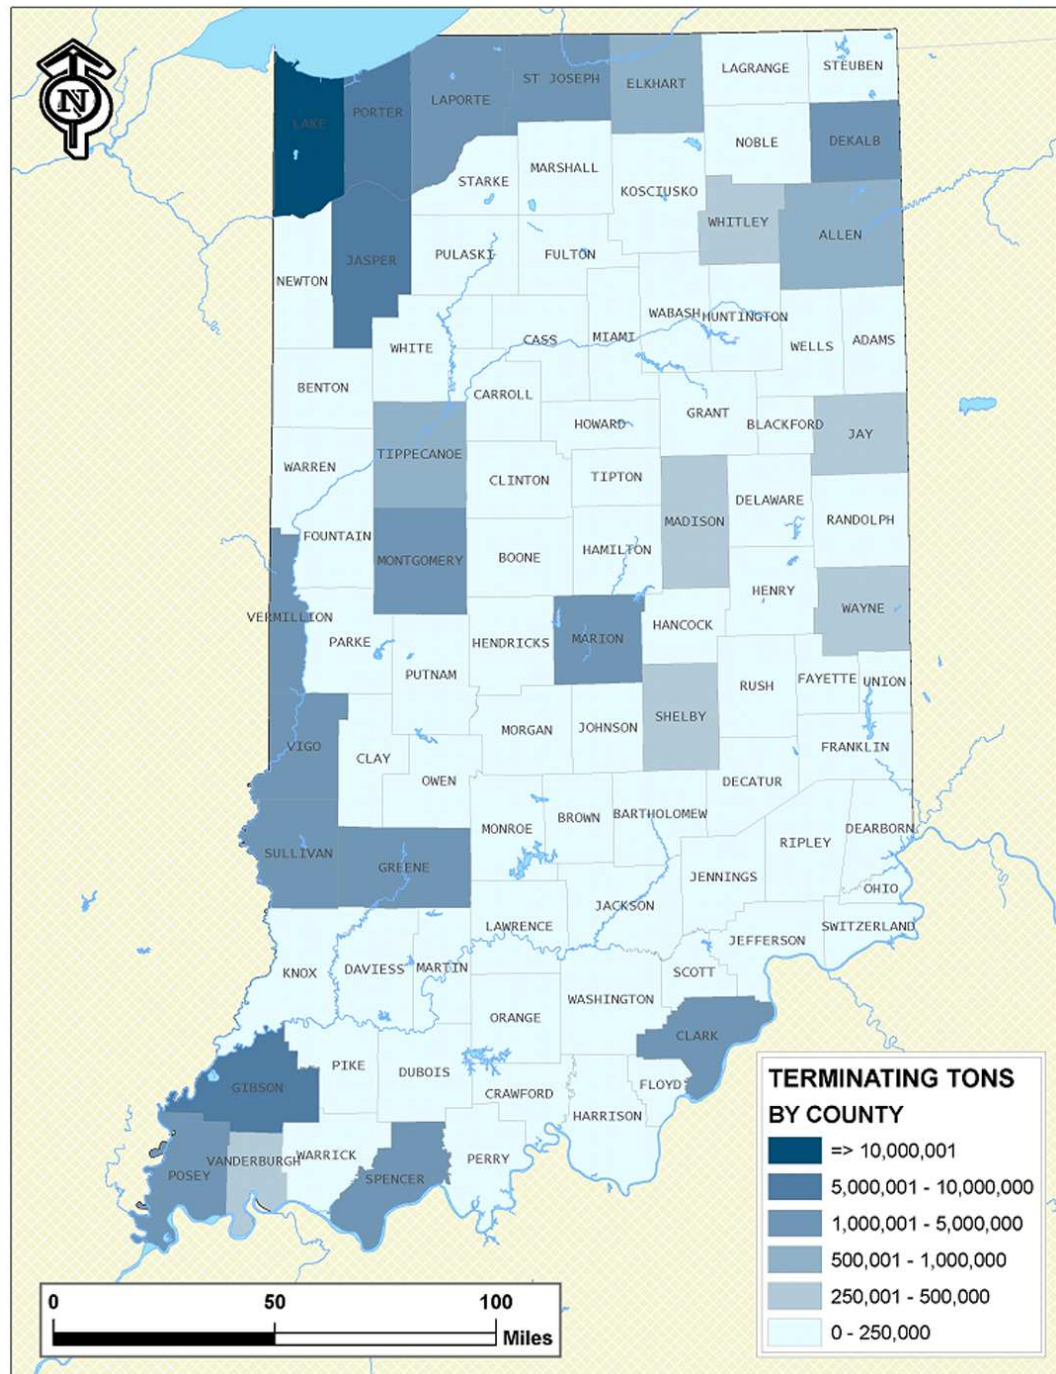 N
LAGRANGE
STEUBEN
ST JOSEPH
ELKHART
LAPORTE
PORTER
LAKE
NOBLE
DEKALB
MARSHALL
STARKE
KOSCIUSKO
WHITLEY
ALLEN
JASPER
PULASKI
FULTON
NEWTON
WABASH
HUNTINGTON
MIAMI
CASS
WHITE
WELLS
ADAMS
BENTON
CARROLL
GRANT
BLACKFORD
HOWARD
JAY
TIPPECANOE
WARREN
CLINTON
TIPTON
DELAWARE
MADISON
RANDOLPH
FOUNTAIN
MONTGOMERY
BOONE
HAMILTON
HENRY
WAYNE
VERMILLION
PARKE
HENDRICKS
MARION
HANCOCK
PUTNAM
RUSH
FAYETTE
UNION
SHELBY
MORGAN
JOHNSON
VIGO
CLAY
FRANKLIN
OWEN
DECATUR
MONROE
BROWN
BARTHOLOMEW
DEARBORN
RIPLEY
SULLIVAN
GREENE
JENNINGS
OHIO
JACKSON
LAWRENCE
SWITZERLAND
JEFFERSON
KNOX
DAVIESS
MARTIN
SCOTT
WASHINGTON
ORANGE
CLARK
PIKE
DUBOIS
GIBSON
CRAWFORD
FLOYD
HARRISON
VANDERBURGH
WARRICK
PERRY
POSEY
SPENCER
TERMINATING TONS
BY COUNTY
=> 10,000,001
5,000,001 - 10,000,000
1,000,001 - 5,000,000
500,001 - 1,000,000
250,001 - 500,000
0 - 250,000
0 50 100
Miles